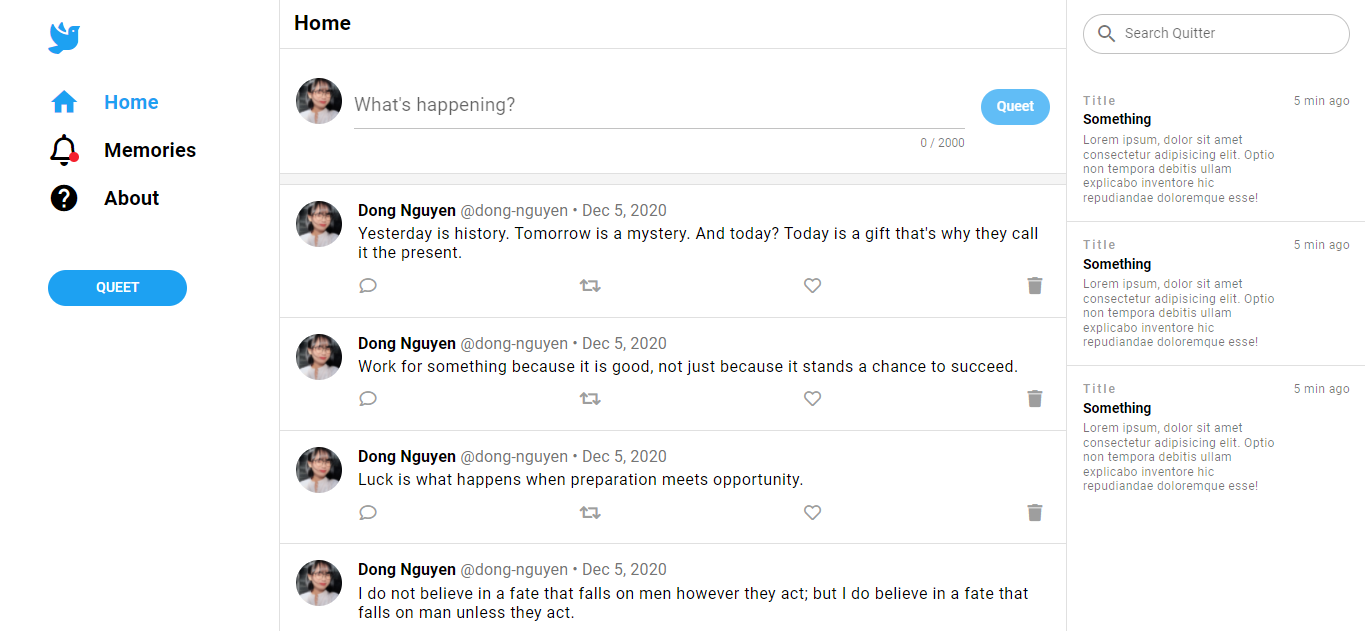 Home
Memories
About
QUEET
Home
What's happening?
Queet
0 / 2000
Dong Nguyen @dong-nguyen • Dec 5, 2020
Yesterday is history. Tomorrow is a mystery. And today? Today is a gift that's why they call
it the present.
Dong Nguyen @dong-nguyen • Dec 5, 2020
Work for something because it is good, not just because it stands a chance to succeed.
Dong Nguyen @dong-nguyen • Dec 5, 2020
Luck is what happens when preparation meets opportunity.
Dong Nguyen @dong-nguyen • Dec 5, 2020
I do not believe in a fate that falls on men however they act; but I do believe in a fate that
falls on man unless they act.
Search Quitter
Title 5 min ago
Something
Lorem ipsum, dolor sit amet
consectetur adipisicing elit. Optio
non tempora debitis ullam
explicabo inventore hic
repudiandae doloremque esse!
Title 5 min ago
Something
Lorem ipsum, dolor sit amet
consectetur adipisicing elit. Optio
non tempora debitis ullam
explicabo inventore hic
repudiandae doloremque esse!
Title 5 min ago
Something
Lorem ipsum, dolor sit amet
consectetur adipisicing elit. Optio
non tempora debitis ullam
explicabo inventore hic
repudiandae doloremque esse!